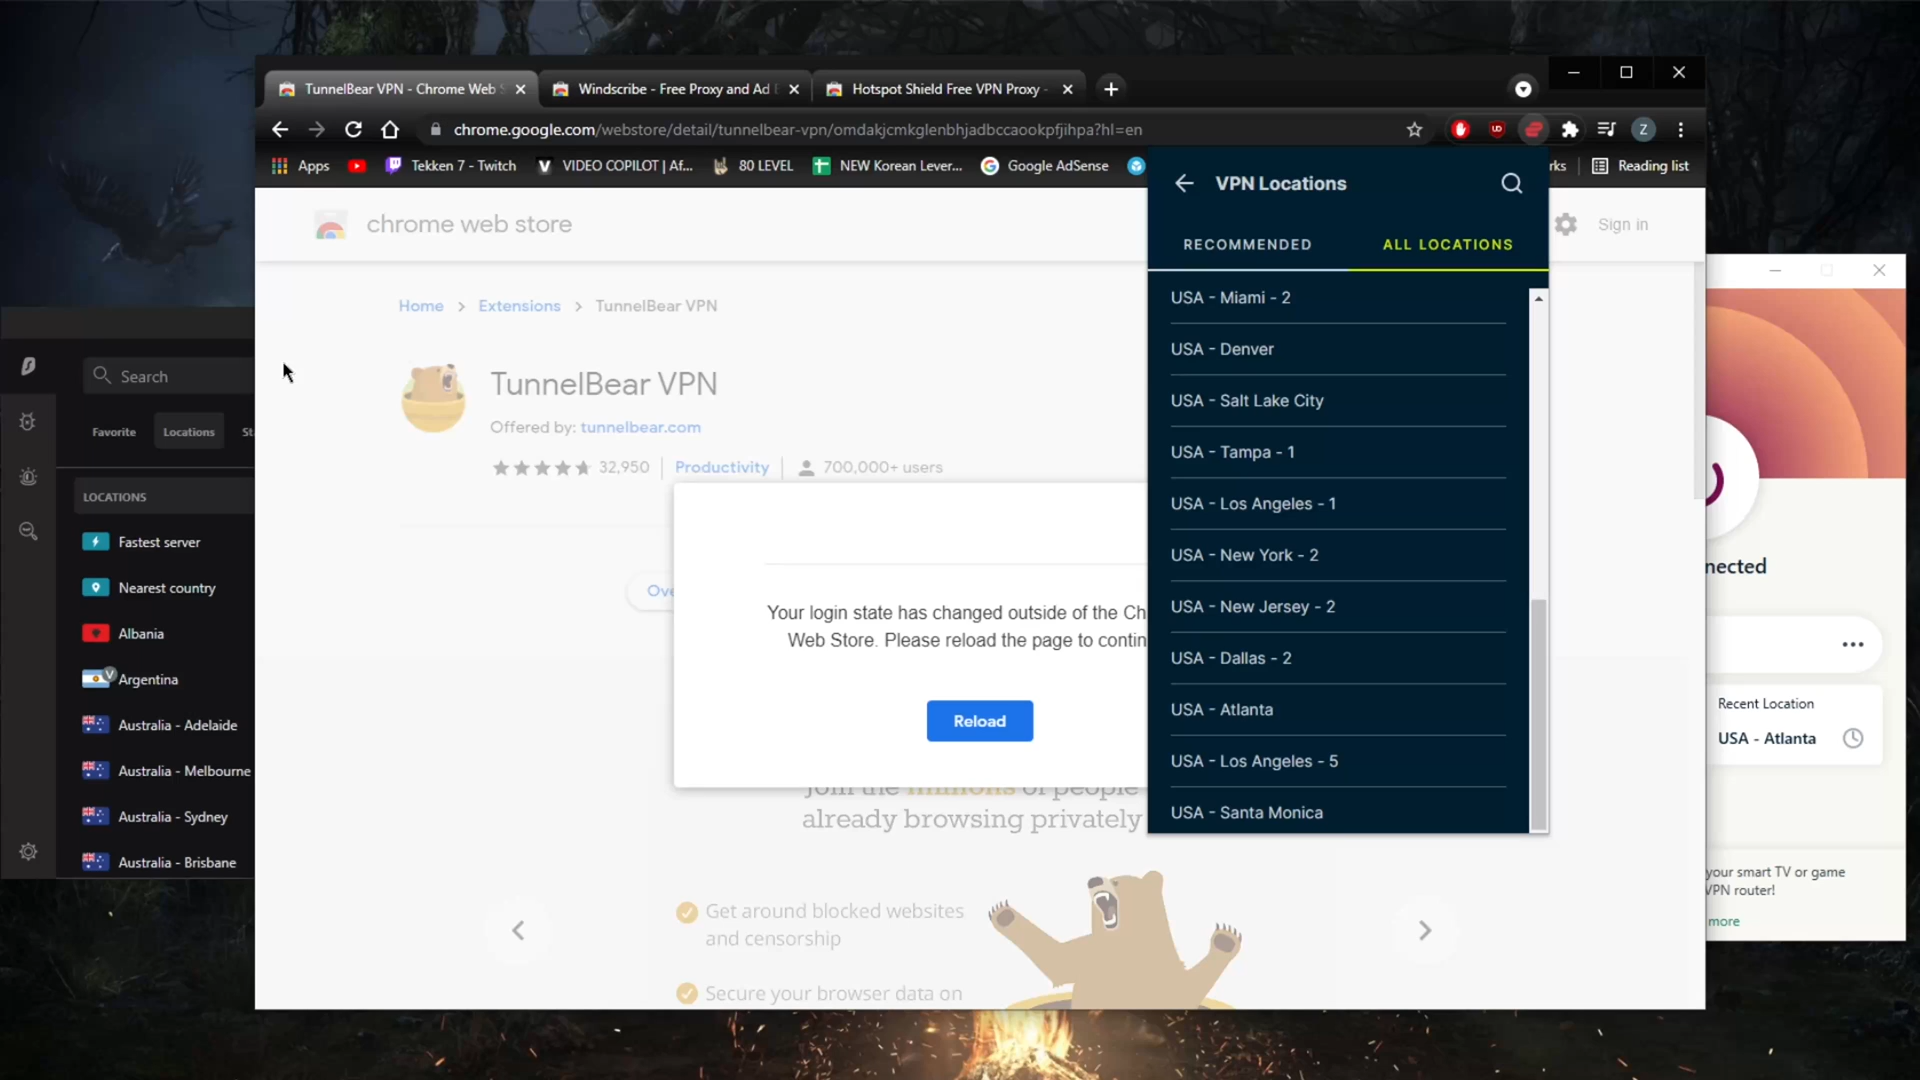 TunnelBear VPN - Chrome Web S
Windscribe - Free Proxy and Ad B
Hotspot Shield Free VPN Proxy -
chrome.google.com/webstore/detail/tunnelbear-vpn/omdakjcmkglenbhjadbccaookpfjihpa?hl=en
Z
Apps
Tekken 7 - Twitch
VIDEO COPILOT | Af...
80 LEVEL
NEW Korean Lever...
Google AdSense
rks
Reading list
chrome web store
Sign in
Home > Extensions > TunnelBear VPN
TunnelBear VPN
Offered by: tunnelbear.com
32,950
Productivity
700,000+ users
Ove
Your login state has changed outside of the Ch
Web Store. Please reload the page to contin
Reload
Join the millions of people
already browsing privately
Get around blocked websites
and censorship
Secure your browser data on
VPN Locations
RECOMMENDED
ALL LOCATIONS
USA - Miami - 2
USA - Denver
USA - Salt Lake City
USA - Tampa - 1
USA - Los Angeles - 1
USA - New York - 2
USA - New Jersey - 2
USA - Dallas - 2
USA - Atlanta
USA - Los Angeles - 5
USA - Santa Monica
Search
Favorite
Locations
St
LOCATIONS
Fastest server
Nearest country
Albania
Argentina
Australia - Adelaide
Australia - Melbourne
Australia - Sydney
Australia - Brisbane
nected
Recent Location
USA - Atlanta
your smart TV or game
VPN router!
more